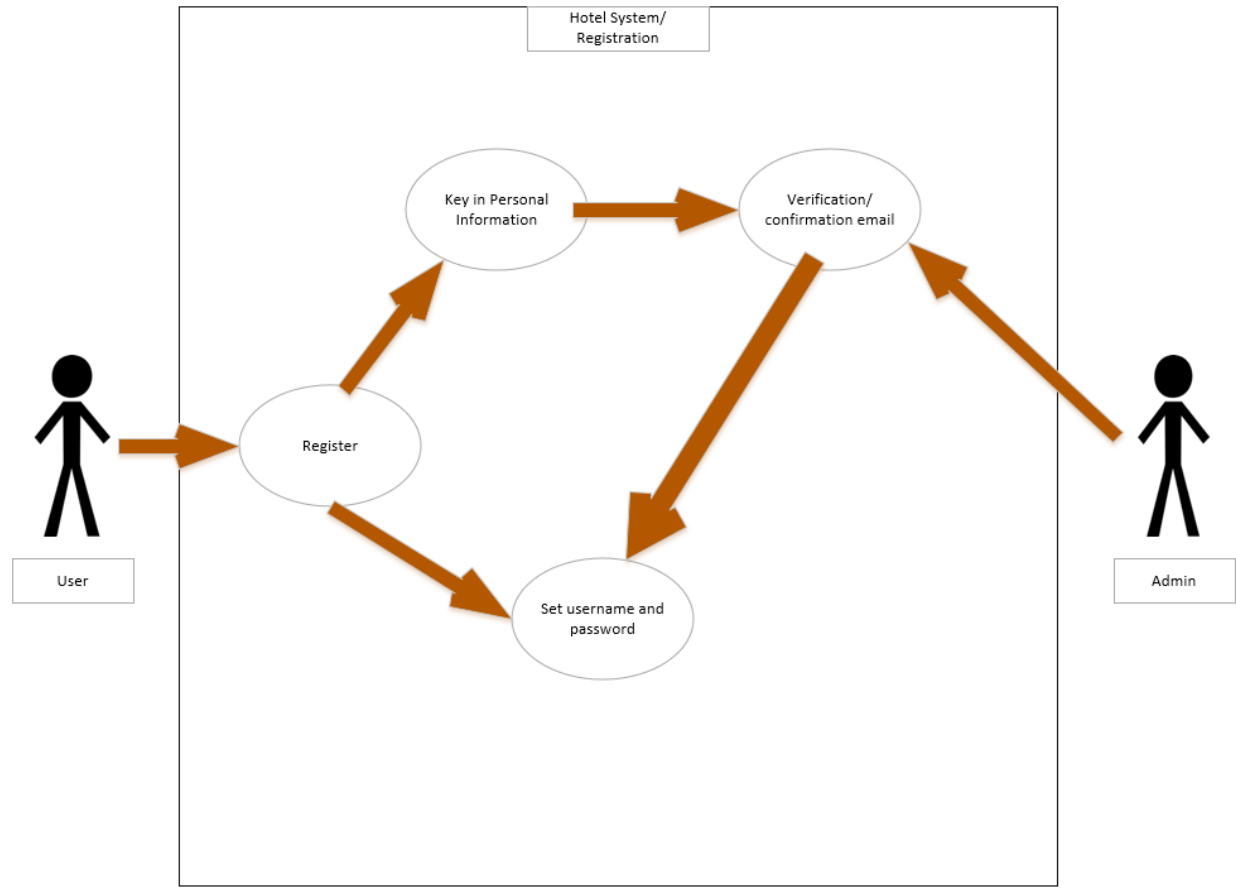 Hotel System/
Registration
Key in Personal
Information
Verification/
confirmation email
Register
User
Admin
Set username and
password